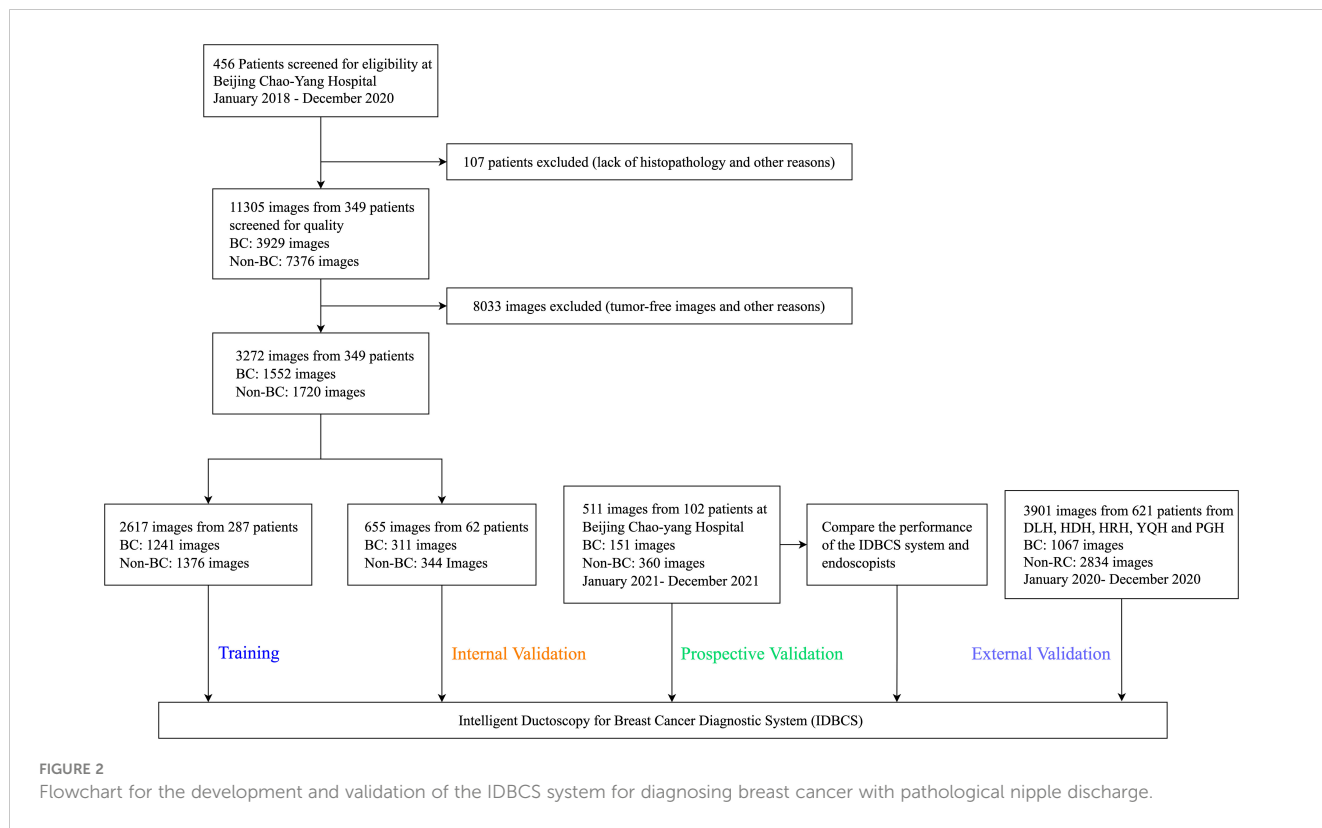 456 Patients screened for eligibility at
Beijing Chao-Yang Hospital
January 2018 - December 2020
107 patients excluded (lack of histopathology and other reasons)
11305 images from 349 patients
screened for quality
BC: 3929 images
Non-BC: 7376 images
8033 images excluded (tumor-free images and other reasons)
3272 images from 349 patients
BC: 1552 images
Non-BC: 1720 images
2617 images from 287 patients
BC: 1241 images
Non-BC: 1376 images
655 images from 62 patients
BC: 311 images
Non-BC: 344 Images
511 images from 102 patients at
Beijing Chao-yang Hospital
BC: 151 images
Non-BC: 360 images
January 2021- December 2021
Compare the performance
of the IDBCS system and
endoscopists
3901 images from 621 patients from
DLH, HDH, HRH, YQH and PGH
BC: 1067 images
Non-RC: 2834 images
January 2020- December 2020
Training
Internal Validation
Prospective Validation
External Validation
Intelligent Ductoscopy for Breast Cancer Diagnostic System (IDBCS)
FIGURE 2
Flowchart for the development and validation of the IDBCS system for diagnosing breast cancer with pathological nipple discharge.